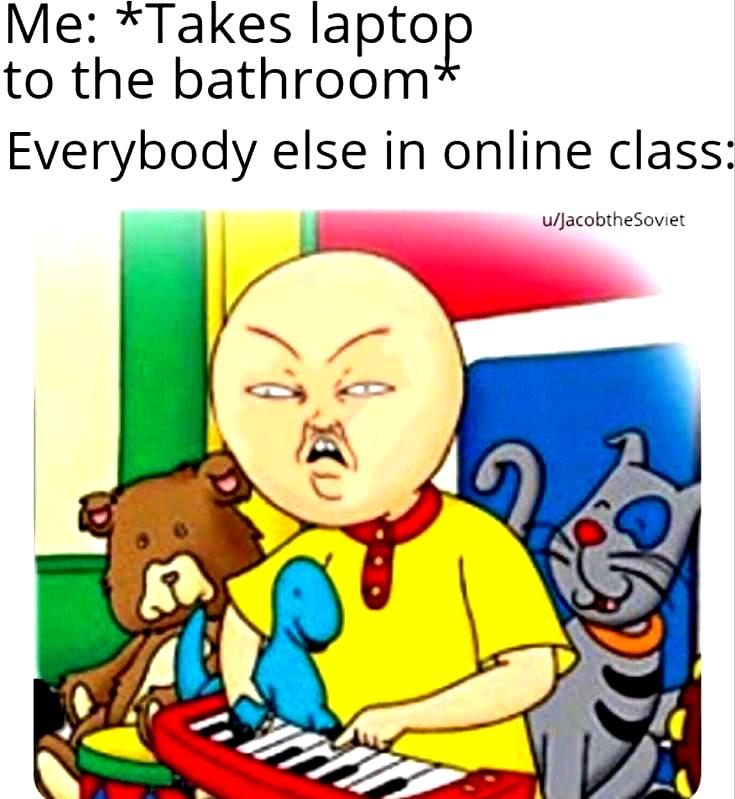 Me: *Takes laptop
to the bathroom*
Everybody else in online class:
u/JacobtheSoviet